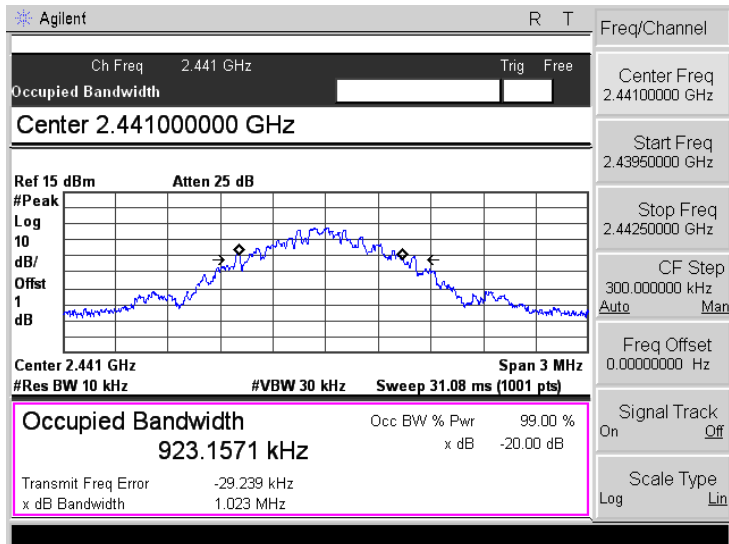 Agilent R T
Freq/Channel
Ch Freq 2.441 GHz Trig Free
Occupied Bandwidth
Center 2.441000000 GHz
Ref 15 dBm Atten 25 dB
#Peak
Log
10
dB/
Offst
1
dB
Center 2.441 GHz Span 3 MHz
#Res BW 10 kHz #VBW 30 kHz Sweep 31.08 ms (1001 pts)
Occupied Bandwidth Occ BW % Pwr 99.00 %
923.1571 kHz x dB -20.00 dB
Transmit Freq Error -29.239 kHz
x dB Bandwidth 1.023 MHz
Center Freq
2.44100000 GHz
Start Freq
2.43950000 GHz
Stop Freq
2.44250000 GHz
CF Step
300.000000 kHz
Auto Man
Freq Offset
0.00000000 Hz
Signal Track
On Off
Scale Type
Log Lin